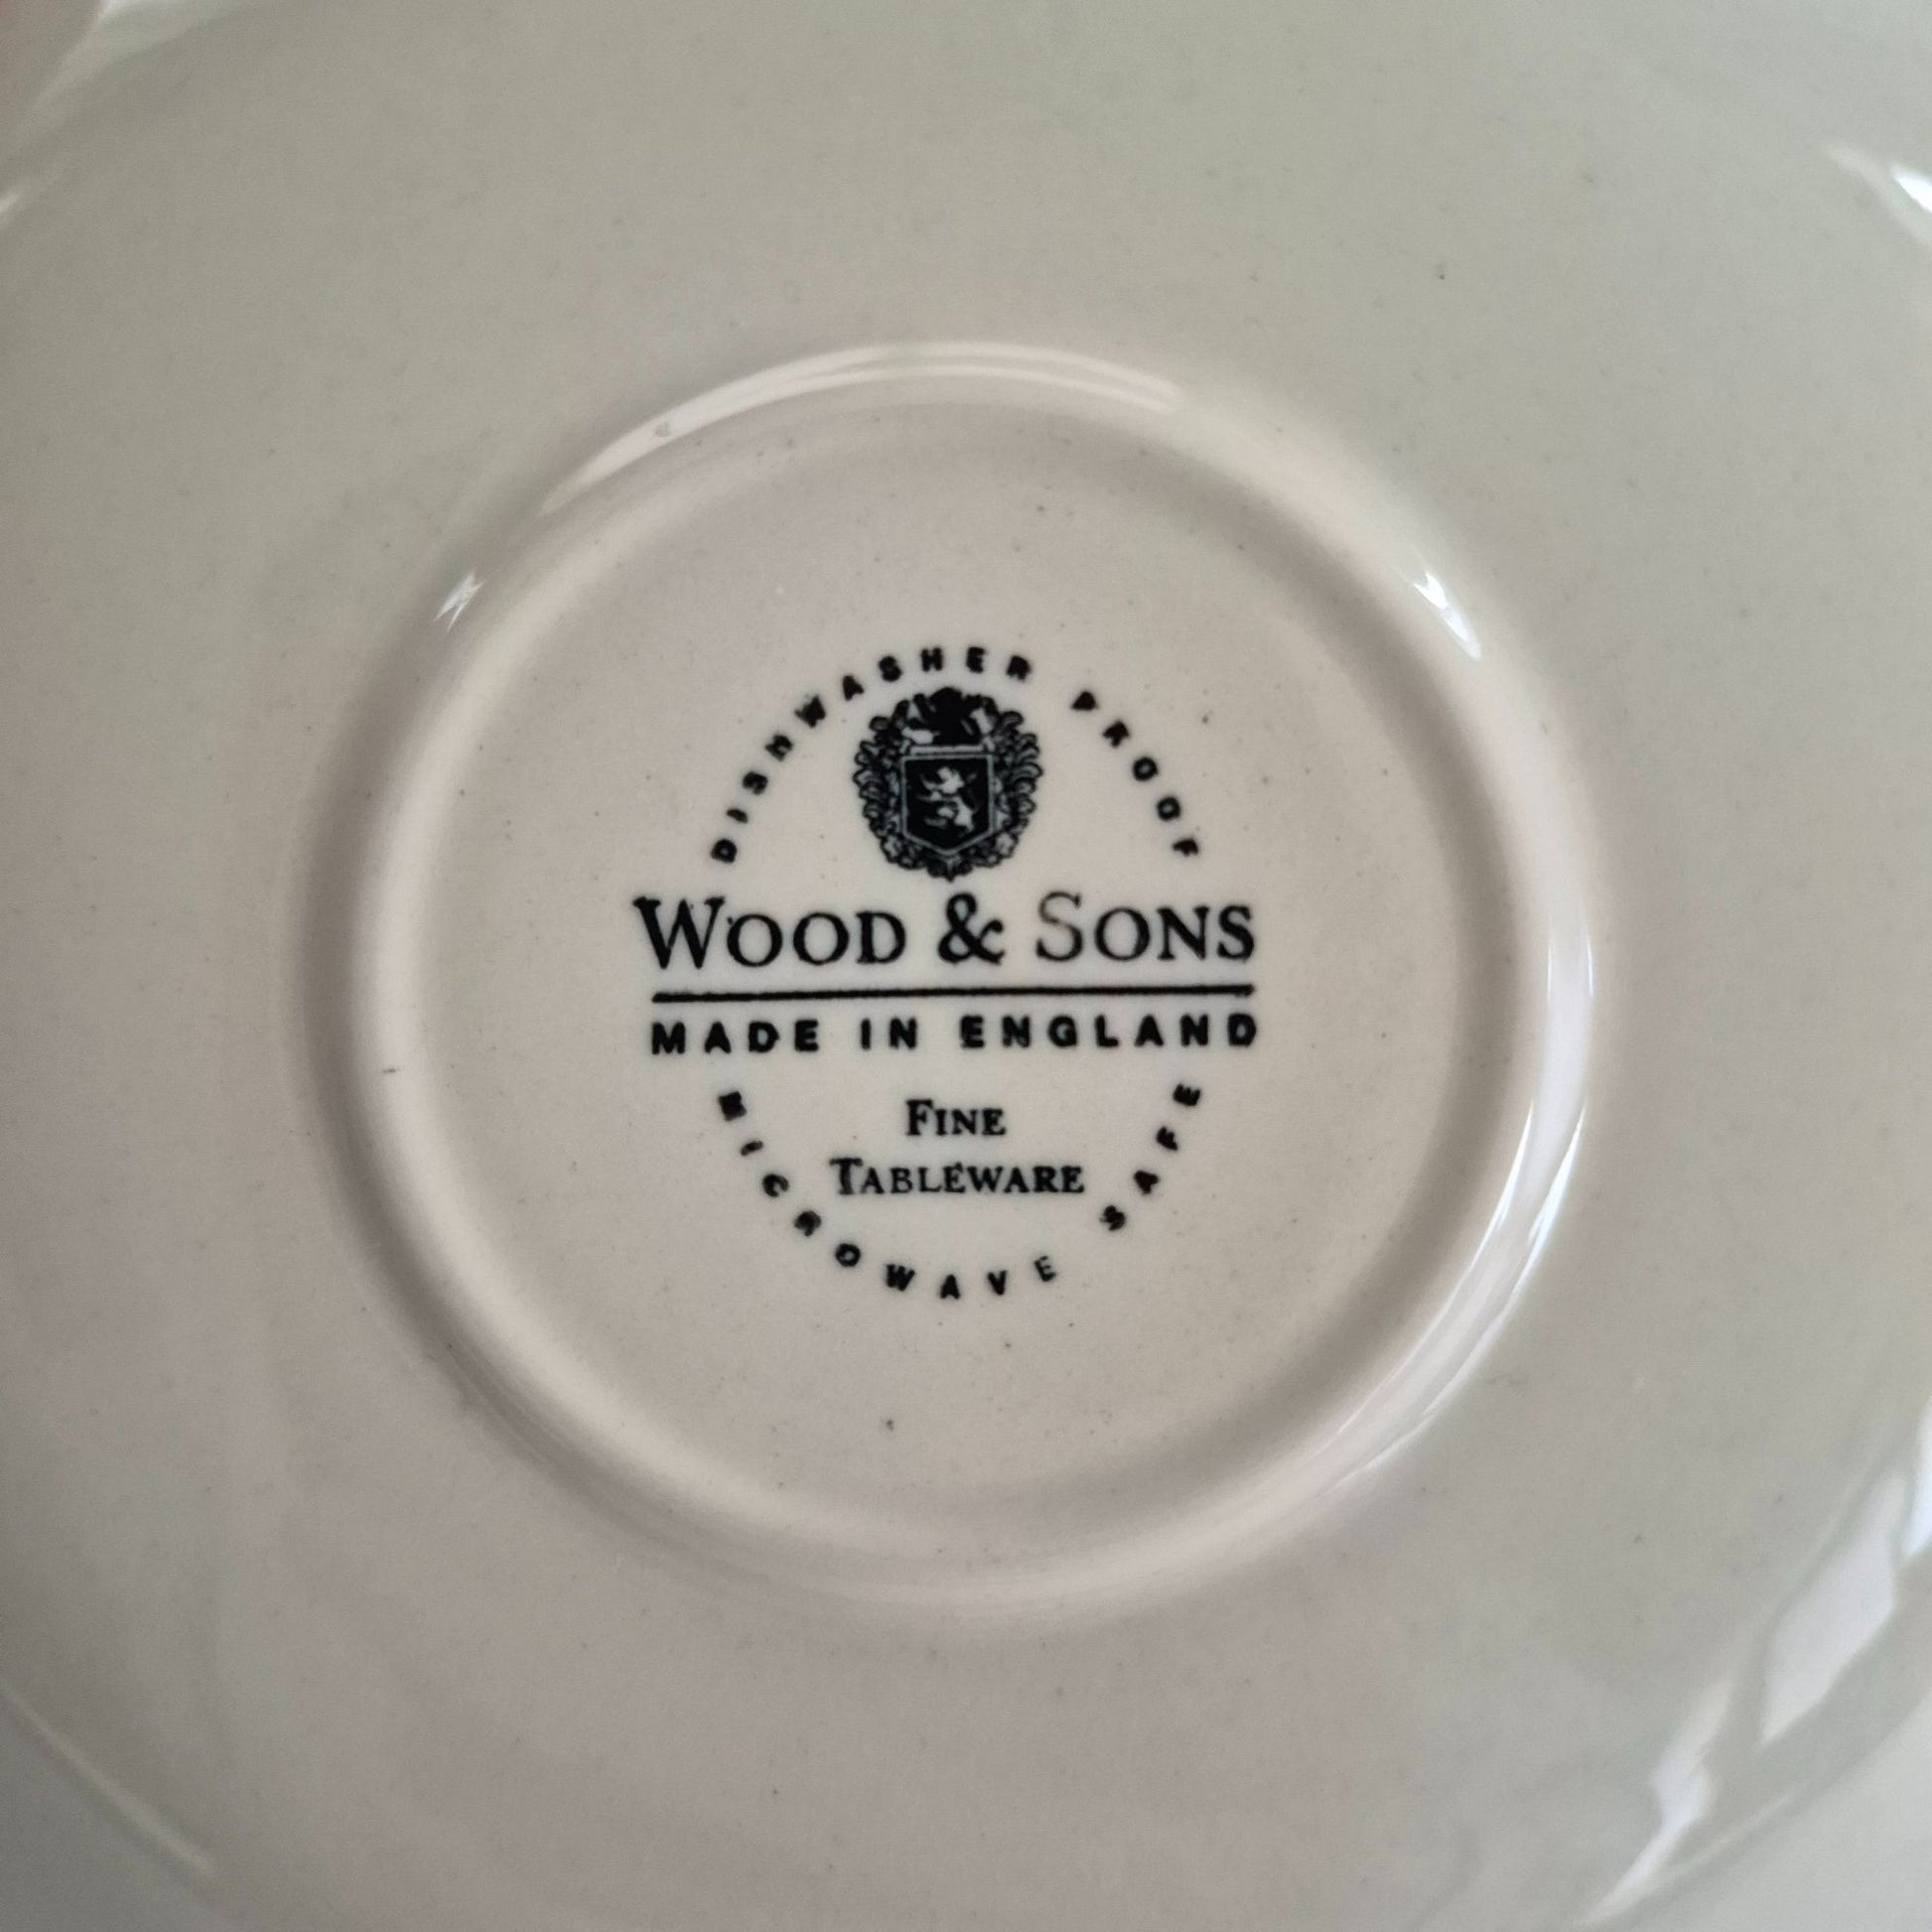 DISHWASHER PROOF
WOOD & SONS
MADE IN ENGLAND
FINE
TABLEWARE
MICROWAVE SAFE